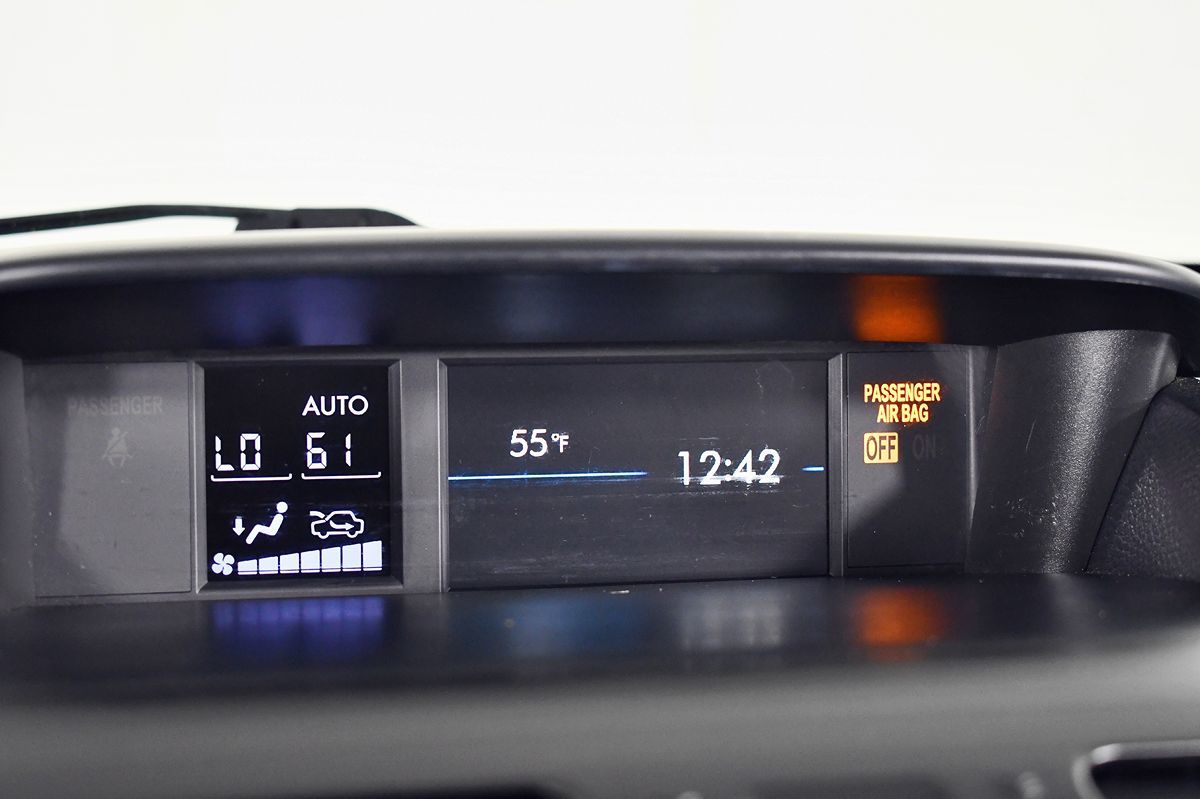 PASSENGER
AUTO
LO 61
55°F
12:42
PASSENGER
AIR BAG
OFF ON